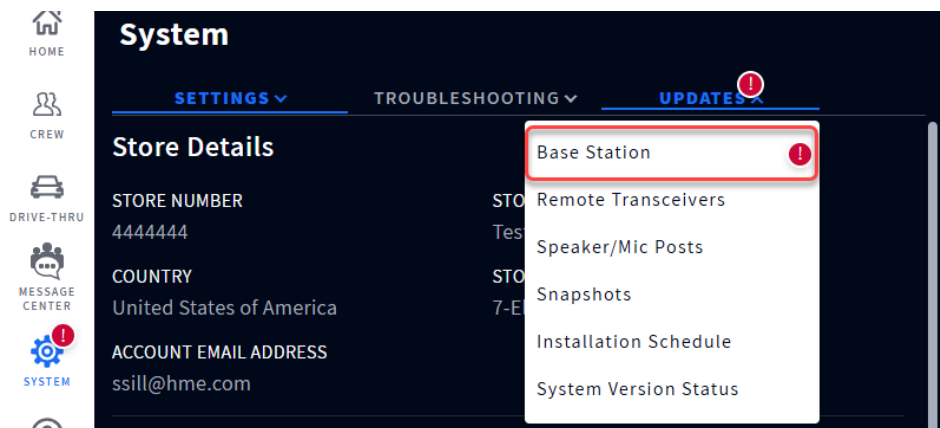 HOME
CREW
DRIVE-THRU
MESSAGE
CENTER
SYSTEM
System
SETTINGS
TROUBLESHOOTING
UPDATES
Store Details
STORE NUMBER
4444444
COUNTRY
United States of America
ACCOUNT EMAIL ADDRESS
ssill@hme.com
Base Station
Remote Transceivers
Speaker/Mic Posts
Snapshots
Installation Schedule
System Version Status